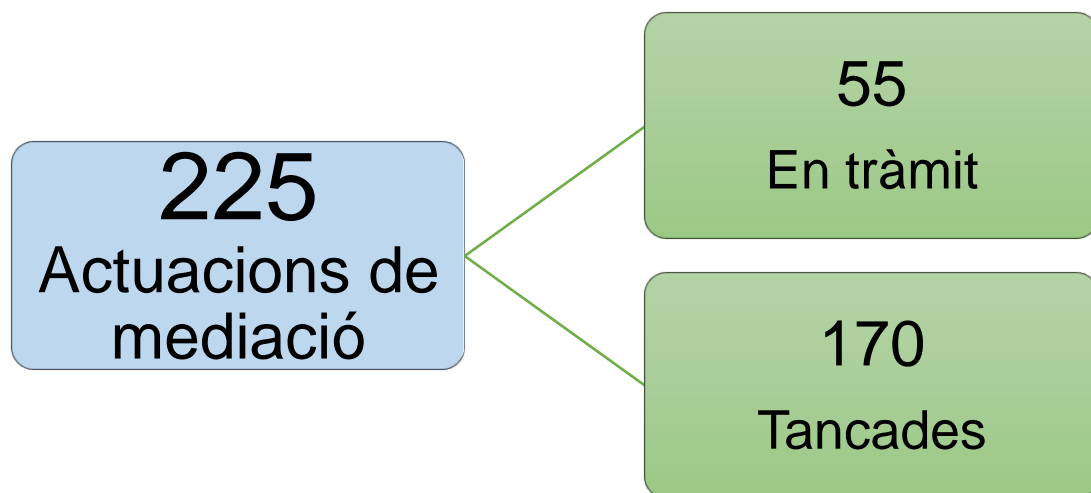 225
Actuacions de
mediació
55
En tràmit
170
Tancades